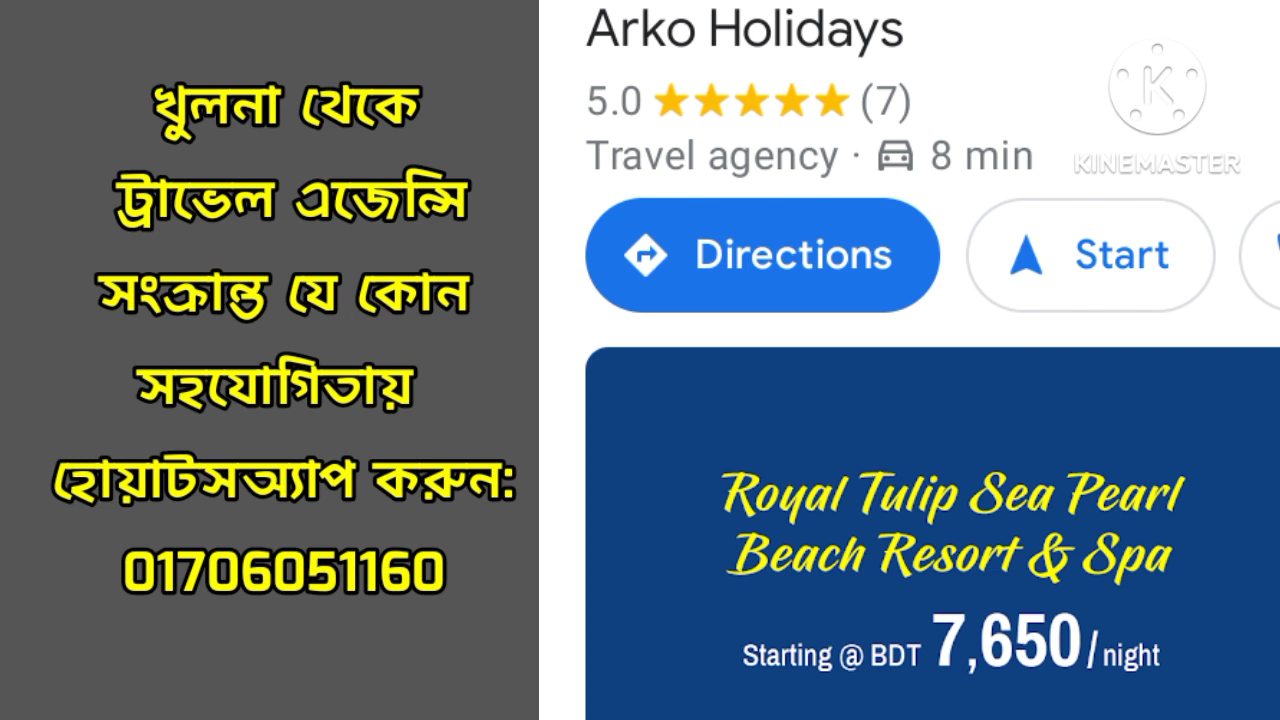 খুলনা থেকে
ট্রাভেল এজেন্সি
সংক্রান্ত যে কোন
সহযোগিতায়
হোয়াটসঅ্যাপ করুন:
01706051160
Arko Holidays
5.0 ★★★★★ (7)
Travel agency · 8 min
K
KINEMASTER
Directions
Start
Royal Tulip Sea Pearl
Beach Resort & Spa
Starting @ BDT 7,650/night